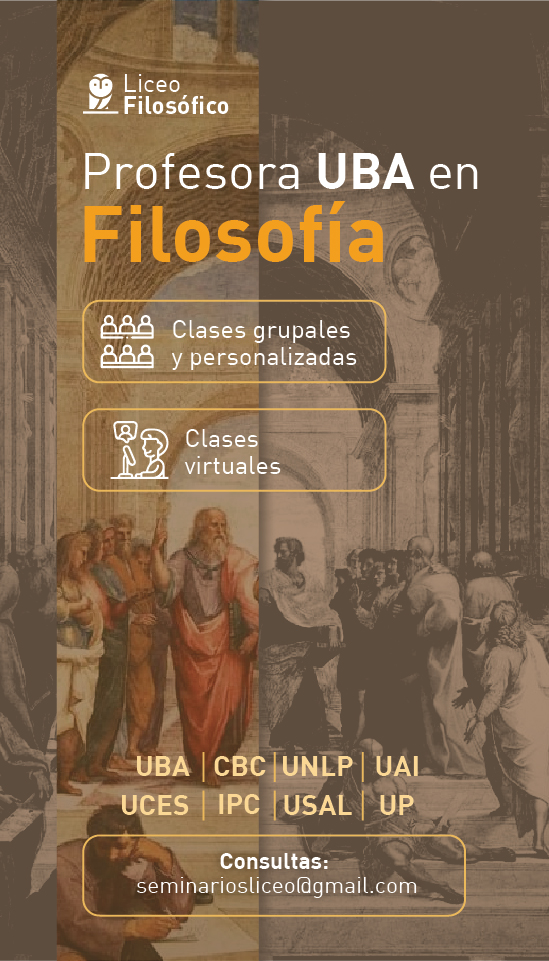 Liceo
Filosófico
Profesora UBA en
Filosofía
Clases grupales
y personalizadas
Clases
virtuales
UBA | CBC | UNLP | UAI
UCES | IPC | USAL | UP
Consultas:
seminariosliceo@gmail.com